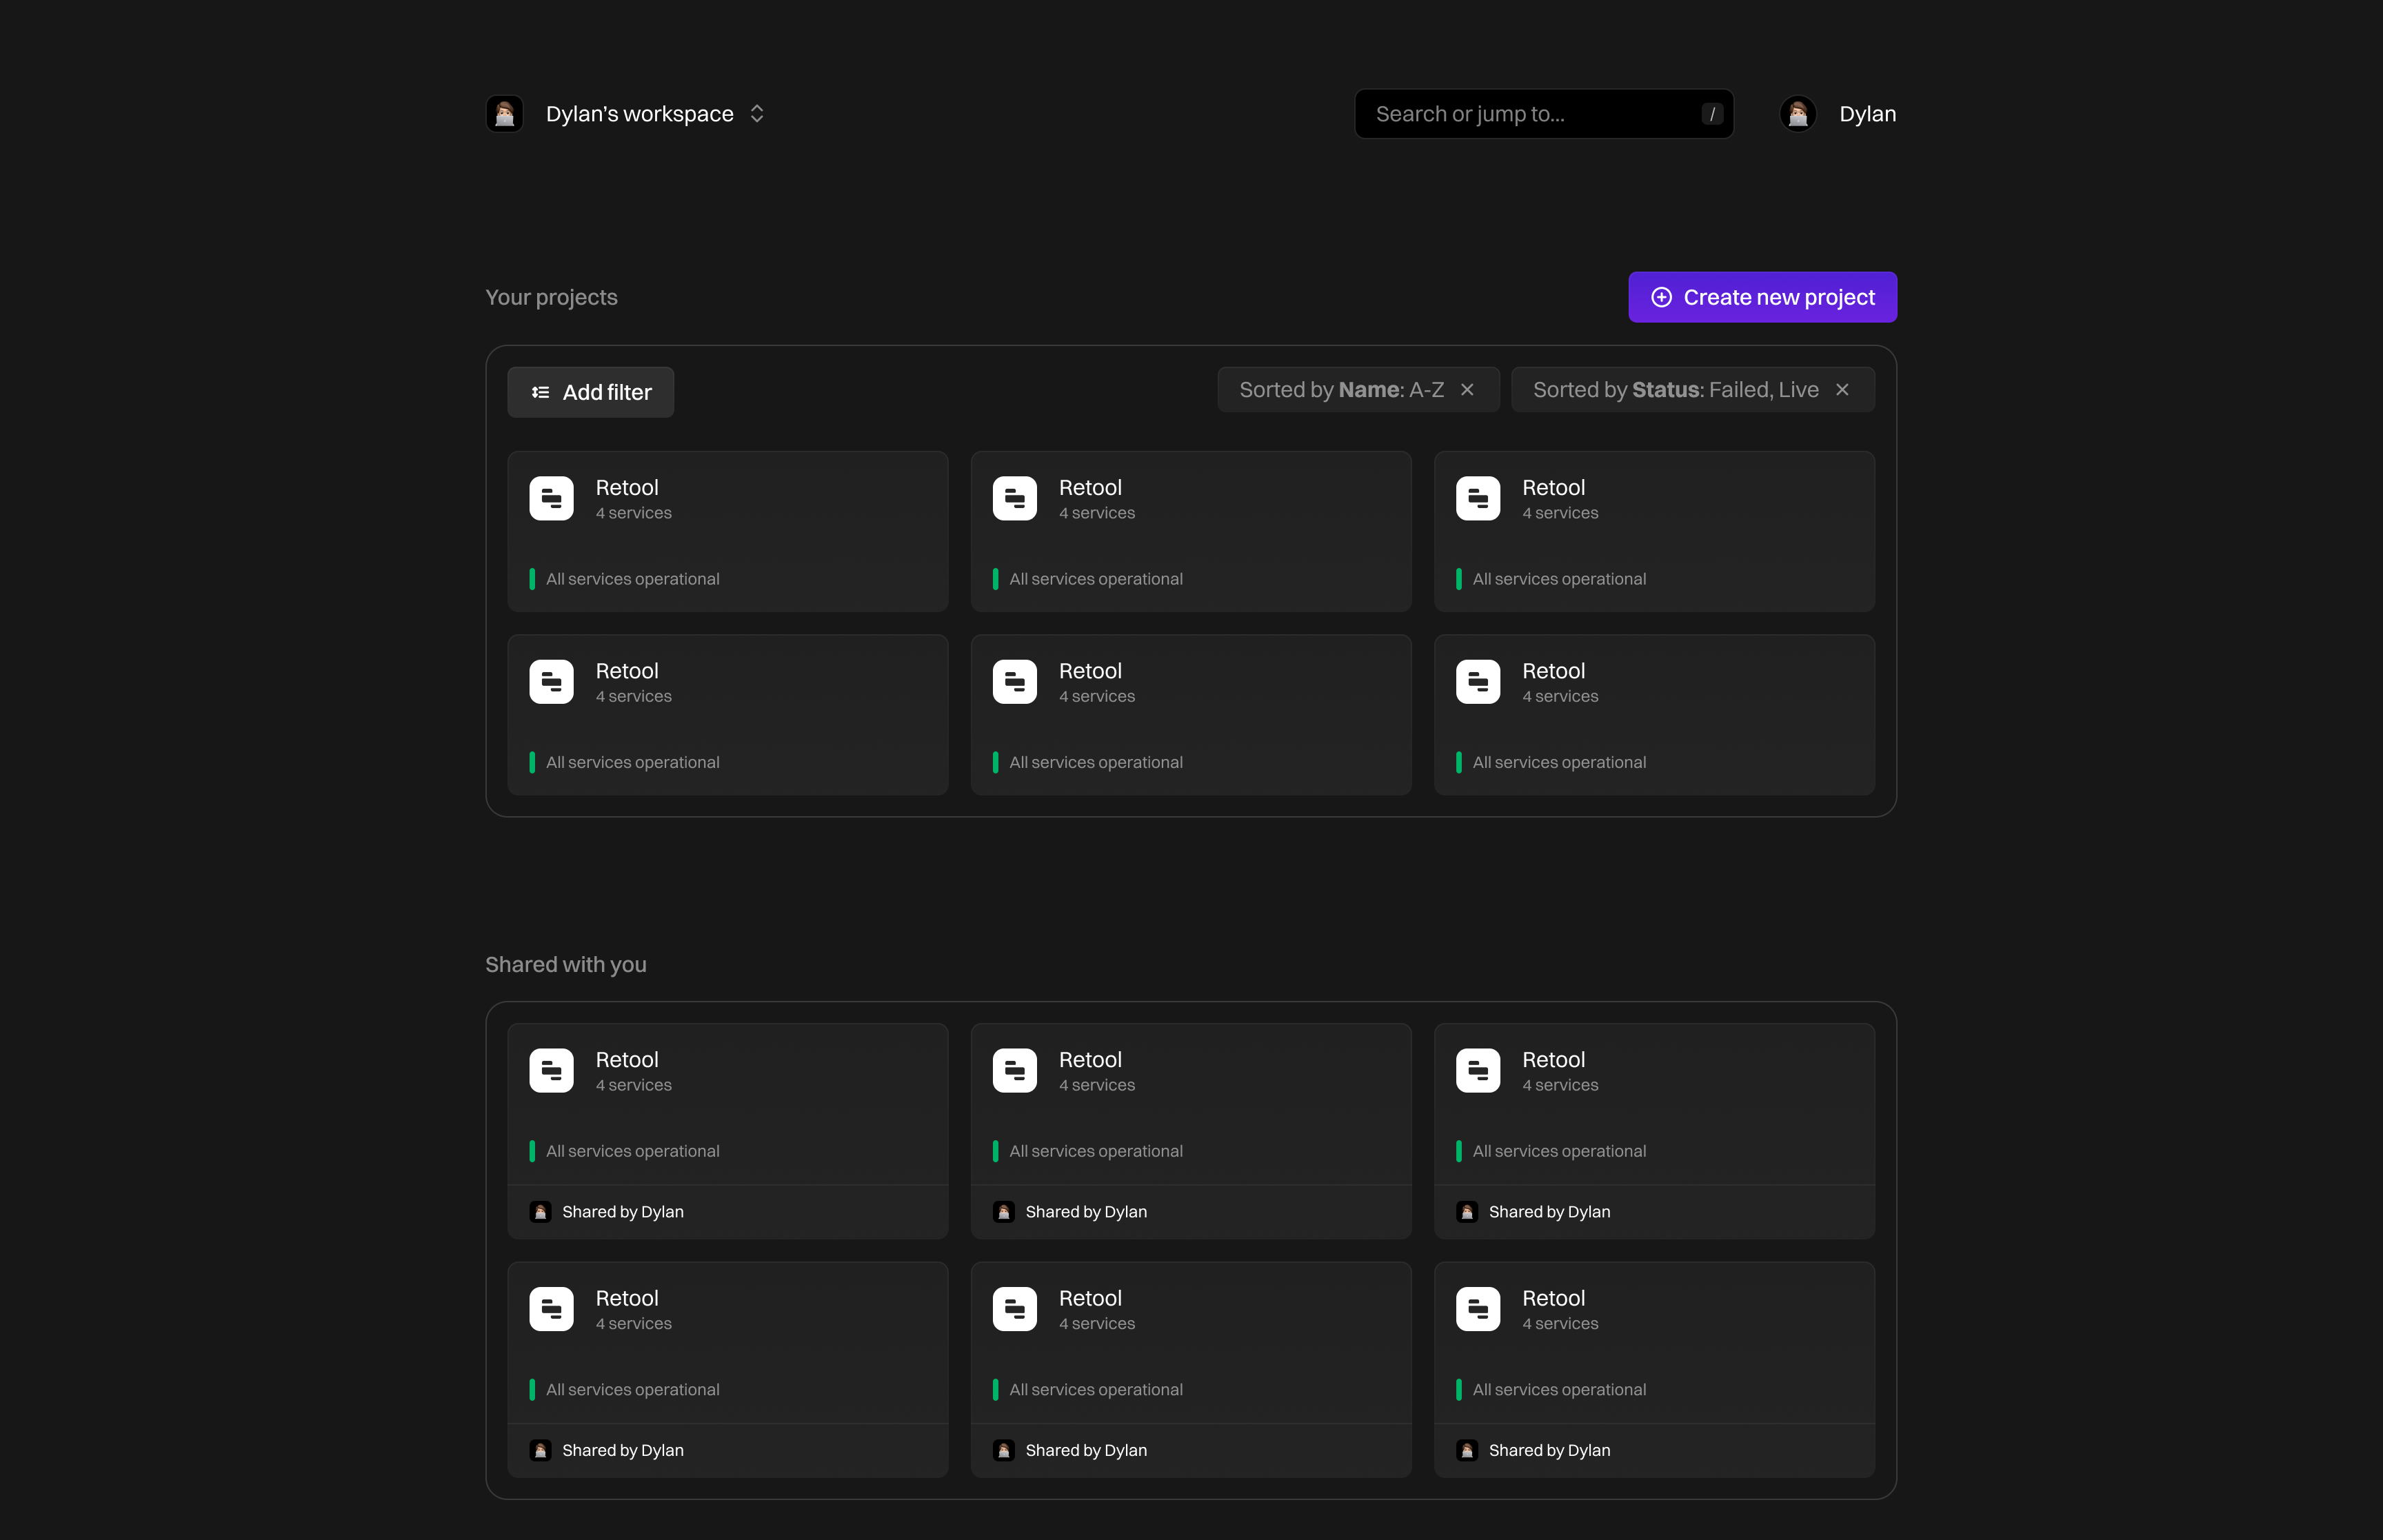 Dylan’s workspace
Search or jump to...
/
Dylan
Your projects
Create new project
Add filter
Sorted by Name: A-Z
Sorted by Status: Failed, Live
Retool
4 services
All services operational
Retool
4 services
All services operational
Retool
4 services
All services operational
Retool
4 services
All services operational
Retool
4 services
All services operational
Retool
4 services
All services operational
Shared with you
Retool
4 services
All services operational
Shared by Dylan
Retool
4 services
All services operational
Shared by Dylan
Retool
4 services
All services operational
Shared by Dylan
Retool
4 services
All services operational
Shared by Dylan
Retool
4 services
All services operational
Shared by Dylan
Retool
4 services
All services operational
Shared by Dylan